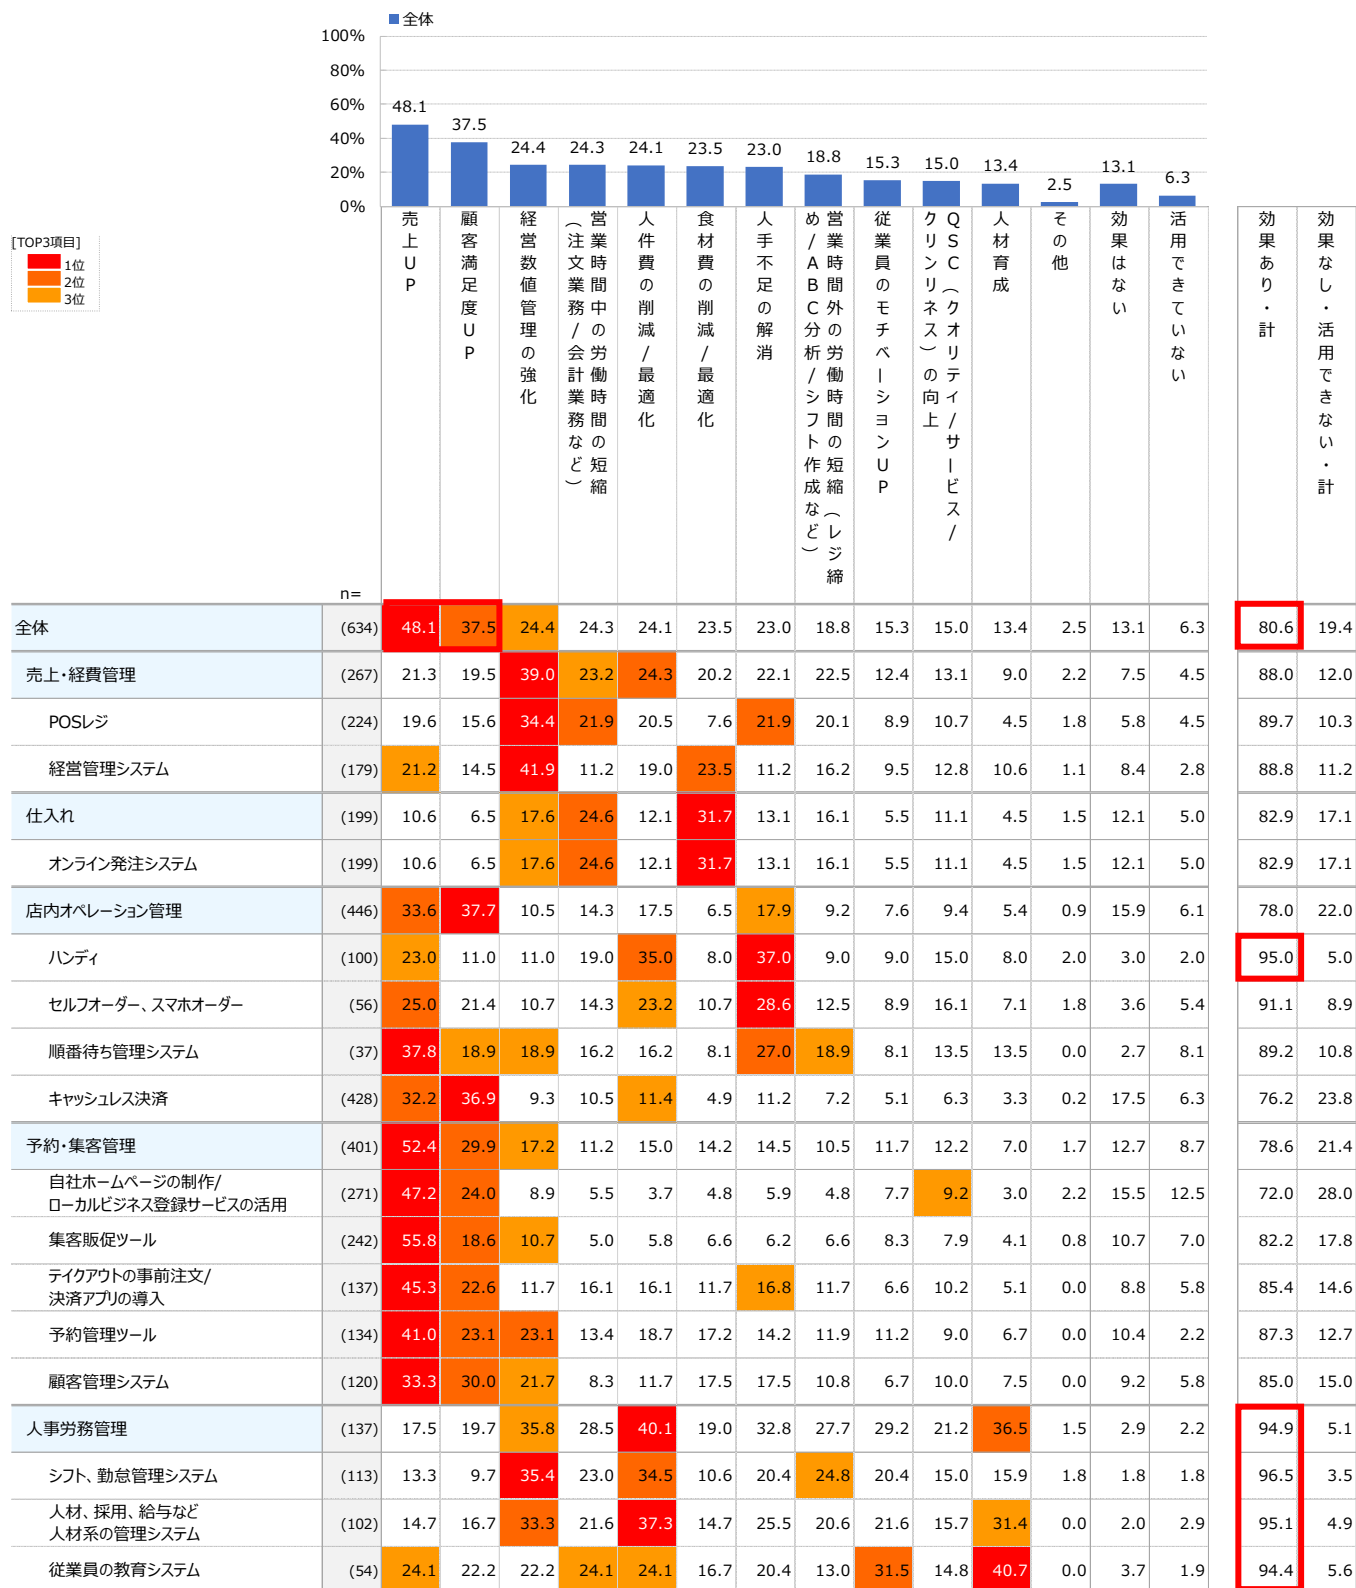 ■全体
100%
80%
60%
40%
20%
0%
48.1 37.5 24.4 24.3 24.1 23.5 23.0 18.8 15.3 15.0 13.4 2.5 13.1 6.3
[TOP3項目]
1位
2位
3位
売上UP
顧客満足度UP
経営数値管理の強化
営業時間中の労働時間の短縮
（注文業務/会計業務など）
人件費の削減/最適化
食材費の削減/最適化
人手不足の解消
営業時間外の労働時間の短縮（レジ締
め/ABC分析/シフト作成など）
従業員のモチベーションUP
QSC（クオリティ/サービス/
クリンリネス）の向上
人材育成
その他
効果はない
活用できていない
効果あり・計
効果なし・活用できない・計
n=
全体 (634) 48.1 37.5 24.4 24.3 24.1 23.5 23.0 18.8 15.3 15.0 13.4 2.5 13.1 6.3 80.6 19.4
売上・経費管理 (267) 21.3 19.5 39.0 23.2 24.3 20.2 22.1 22.5 12.4 13.1 9.0 2.2 7.5 4.5 88.0 12.0
POSレジ (224) 19.6 15.6 34.4 21.9 20.5 7.6 21.9 20.1 8.9 10.7 4.5 1.8 5.8 4.5 89.7 10.3
経営管理システム (179) 21.2 14.5 41.9 11.2 19.0 23.5 11.2 16.2 9.5 12.8 10.6 1.1 8.4 2.8 88.8 11.2
仕入れ (199) 10.6 6.5 17.6 24.6 12.1 31.7 13.1 16.1 5.5 11.1 4.5 1.5 12.1 5.0 82.9 17.1
オンライン発注システム (199) 10.6 6.5 17.6 24.6 12.1 31.7 13.1 16.1 5.5 11.1 4.5 1.5 12.1 5.0 82.9 17.1
店内オペレーション管理 (446) 33.6 37.7 10.5 14.3 17.5 6.5 17.9 9.2 7.6 9.4 5.4 0.9 15.9 6.1 78.0 22.0
ハンディ (100) 23.0 11.0 11.0 19.0 35.0 8.0 37.0 9.0 9.0 15.0 8.0 2.0 3.0 2.0 95.0 5.0
セルフオーダー、スマホオーダー (56) 25.0 21.4 10.7 14.3 23.2 10.7 28.6 12.5 8.9 16.1 7.1 1.8 3.6 5.4 91.1 8.9
順番待ち管理システム (37) 37.8 18.9 18.9 16.2 16.2 8.1 27.0 18.9 8.1 13.5 13.5 0.0 2.7 8.1 89.2 10.8
キャッシュレス決済 (428) 32.2 36.9 9.3 10.5 11.4 4.9 11.2 7.2 5.1 6.3 3.3 0.2 17.5 6.3 76.2 23.8
予約・集客管理 (401) 52.4 29.9 17.2 11.2 15.0 14.2 14.5 10.5 11.7 12.2 7.0 1.7 12.7 8.7 78.6 21.4
自社ホームページの制作/
ローカルビジネス登録サービスの活用 (271) 47.2 24.0 8.9 5.5 3.7 4.8 5.9 4.8 7.7 9.2 3.0 2.2 15.5 12.5 72.0 28.0
集客販促ツール (242) 55.8 18.6 10.7 5.0 5.8 6.6 6.2 6.6 8.3 7.9 4.1 0.8 10.7 7.0 82.2 17.8
テイクアウトの事前注文/
決済アプリの導入 (137) 45.3 22.6 11.7 16.1 16.1 11.7 16.8 11.7 6.6 10.2 5.1 0.0 8.8 5.8 85.4 14.6
予約管理ツール (134) 41.0 23.1 23.1 13.4 18.7 17.2 14.2 11.9 11.2 9.0 6.7 0.0 10.4 2.2 87.3 12.7
顧客管理システム (120) 33.3 30.0 21.7 8.3 11.7 17.5 17.5 10.8 6.7 10.0 7.5 0.0 9.2 5.8 85.0 15.0
人事労務管理 (137) 17.5 19.7 35.8 28.5 40.1 19.0 32.8 27.7 29.2 21.2 36.5 1.5 2.9 2.2 94.9 5.1
シフト、勤怠管理システム (113) 13.3 9.7 35.4 23.0 34.5 10.6 20.4 24.8 20.4 15.0 15.9 1.8 1.8 1.8 96.5 3.5
人材、採用、給与など
人材系の管理システム (102) 14.7 16.7 33.3 21.6 37.3 14.7 25.5 20.6 21.6 15.7 31.4 0.0 2.0 2.9 95.1 4.9
従業員の教育システム (54) 24.1 22.2 22.2 24.1 24.1 16.7 20.4 13.0 31.5 14.8 40.7 0.0 3.7 1.9 94.4 5.6